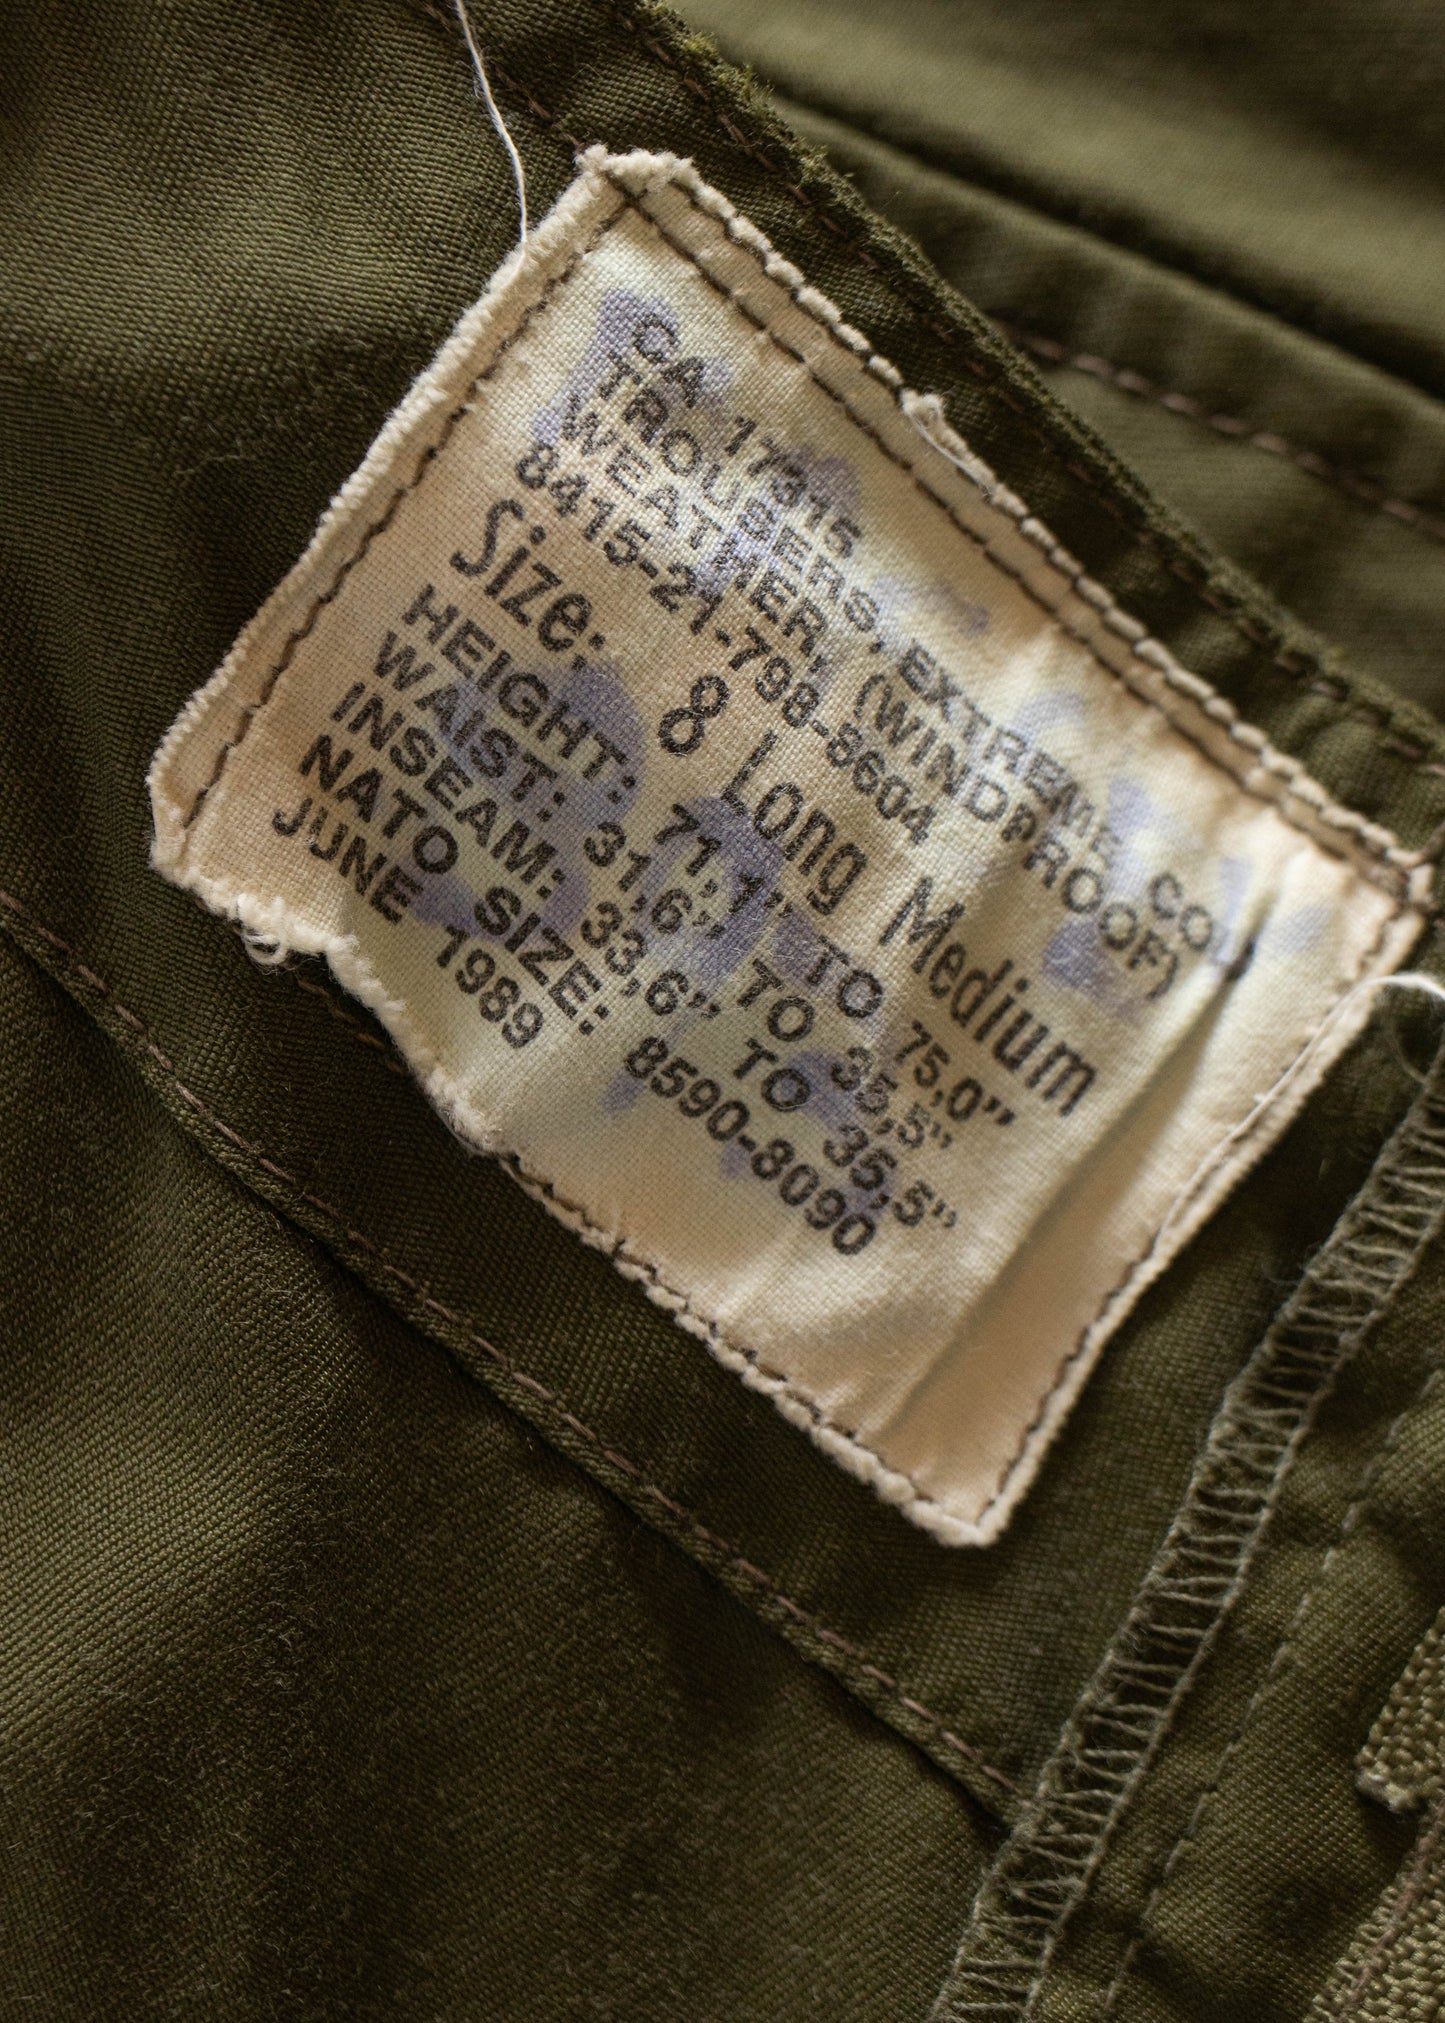 CA 17315
TROUSERS, EXTREME CO
WEATHER, (WINDPROOF)
8415-21-798-8604
Size: 8 Long Medium
HEIGHT: 71,1" TO 75,0"
WAIST: 31,6" TO 35,5"
INSEAM: 33,6" TO 35,5"
NATO SIZE: 8590-8090
JUNE 1989